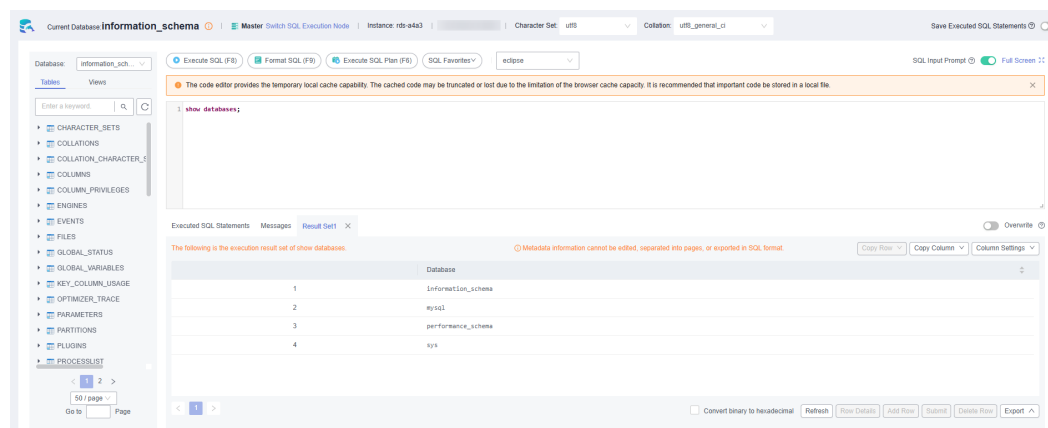 Current Database: information_schema | Master Switch SQL Execution Node | Instance: rds-a4a3 | | Character Set: utf8 Collation: utf8_general_ci Save Executed SQL Statements
Database: information_sch...
Tables Views
Enter a keyword
CHARACTER_SETS
COLLATIONS
COLLATION_CHARACTER_S
COLUMNS
COLUMN_PRIVILEGES
ENGINES
EVENTS
FILES
GLOBAL_STATUS
GLOBAL_VARIABLES
KEY_COLUMN_USAGE
OPTIMIZER_TRACE
PARAMETERS
PARTITIONS
PLUGINS
PROCESSLIST
< 1 2 >
50 / page
Go to Page
Execute SQL (F8) Format SQL (F9) Execute SQL Plan (F6) SQL Favorites eclipse SQL Input Prompt Full Screen
The code editor provides the temporary local cache capability. The cached code may be truncated or lost due to the limitation of the browser cache capacity. It is recommended that important code be stored in a local file.
1 show databases;
Executed SQL Statements Messages Result Set1 Overwrite
The following is the execution result set of show databases. Metadata information cannot be edited, separated into pages, or exported in SQL format. Copy Row Copy Column Column Settings
Database
1 information_schema
2 mysql
3 performance_schema
4 sys
< 1 > Convert binary to hexadecimal Refresh Row Details Add Row Submit Delete Row Export